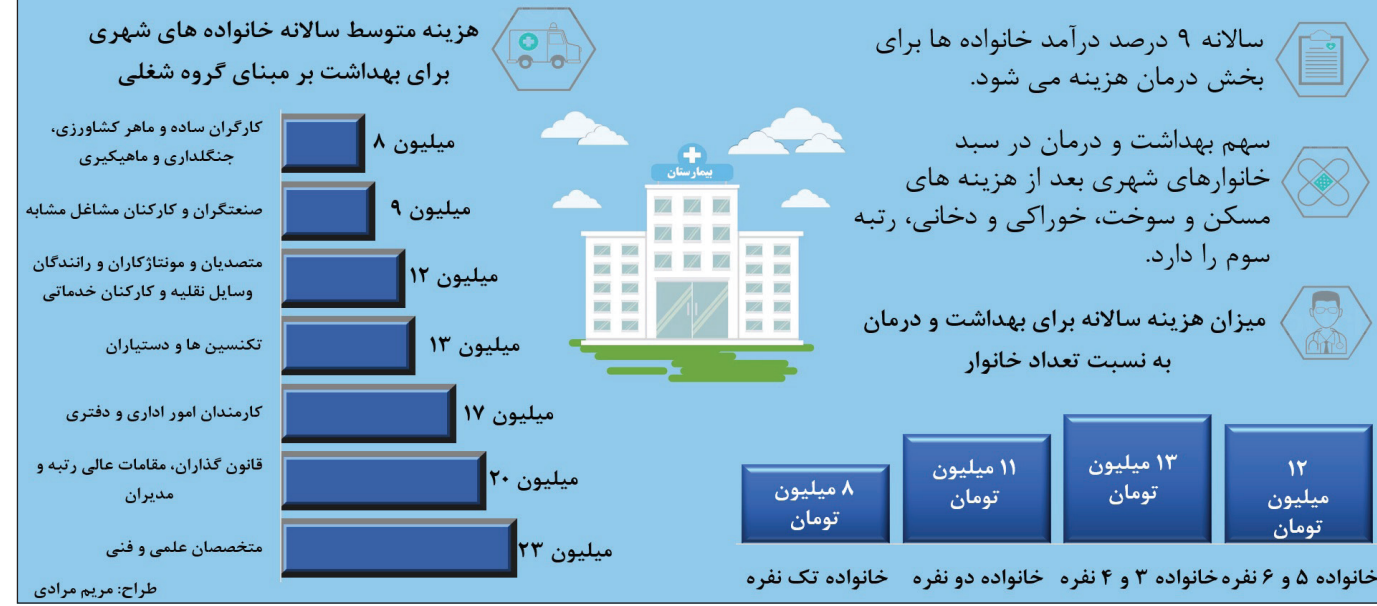 سالانه ۹ درصد درآمد خانواده ها برای
بخش درمان هزینه می شود.
سهم بهداشت و درمان در سبد
خانوارهای شهری بعد از هزینه های
مسکن و سوخت، خوراکی و دخانی، رتبه
سوم را دارد.
میزان هزینه سالانه برای بهداشت و درمان
به نسبت تعداد خانوار
۱۲
میلیون
تومان
خانواده ۵ و ۶ نفره
۱۳ میلیون
تومان
خانواده ۳ و ۴ نفره
۱۱ میلیون
تومان
خانواده دو نفره
۸ میلیون
تومان
خانواده تک نفره
بیمارستان
هزینه متوسط سالانه خانواده های شهری
برای بهداشت بر مبنای گروه شغلی
کارگران ساده و ماهر کشاورزی،
جنگلداری و ماهیکیری
میلیون ۸
صنعتگران و کارکنان مشاغل مشابه
میلیون ۹
متصدیان و مونتاژکاران و رانندگان
وسایل نقلیه و کارکنان خدماتی
میلیون ۱۲
تکنسین ها و دستیاران
میلیون ۱۳
کارمندان امور اداری و دفتری
میلیون ۱۷
قانون گذاران، مقامات عالی رتبه و
مدیران
میلیون ۲۰
متخصصان علمی و فنی
میلیون ۲۳
طراح: مریم مرادی